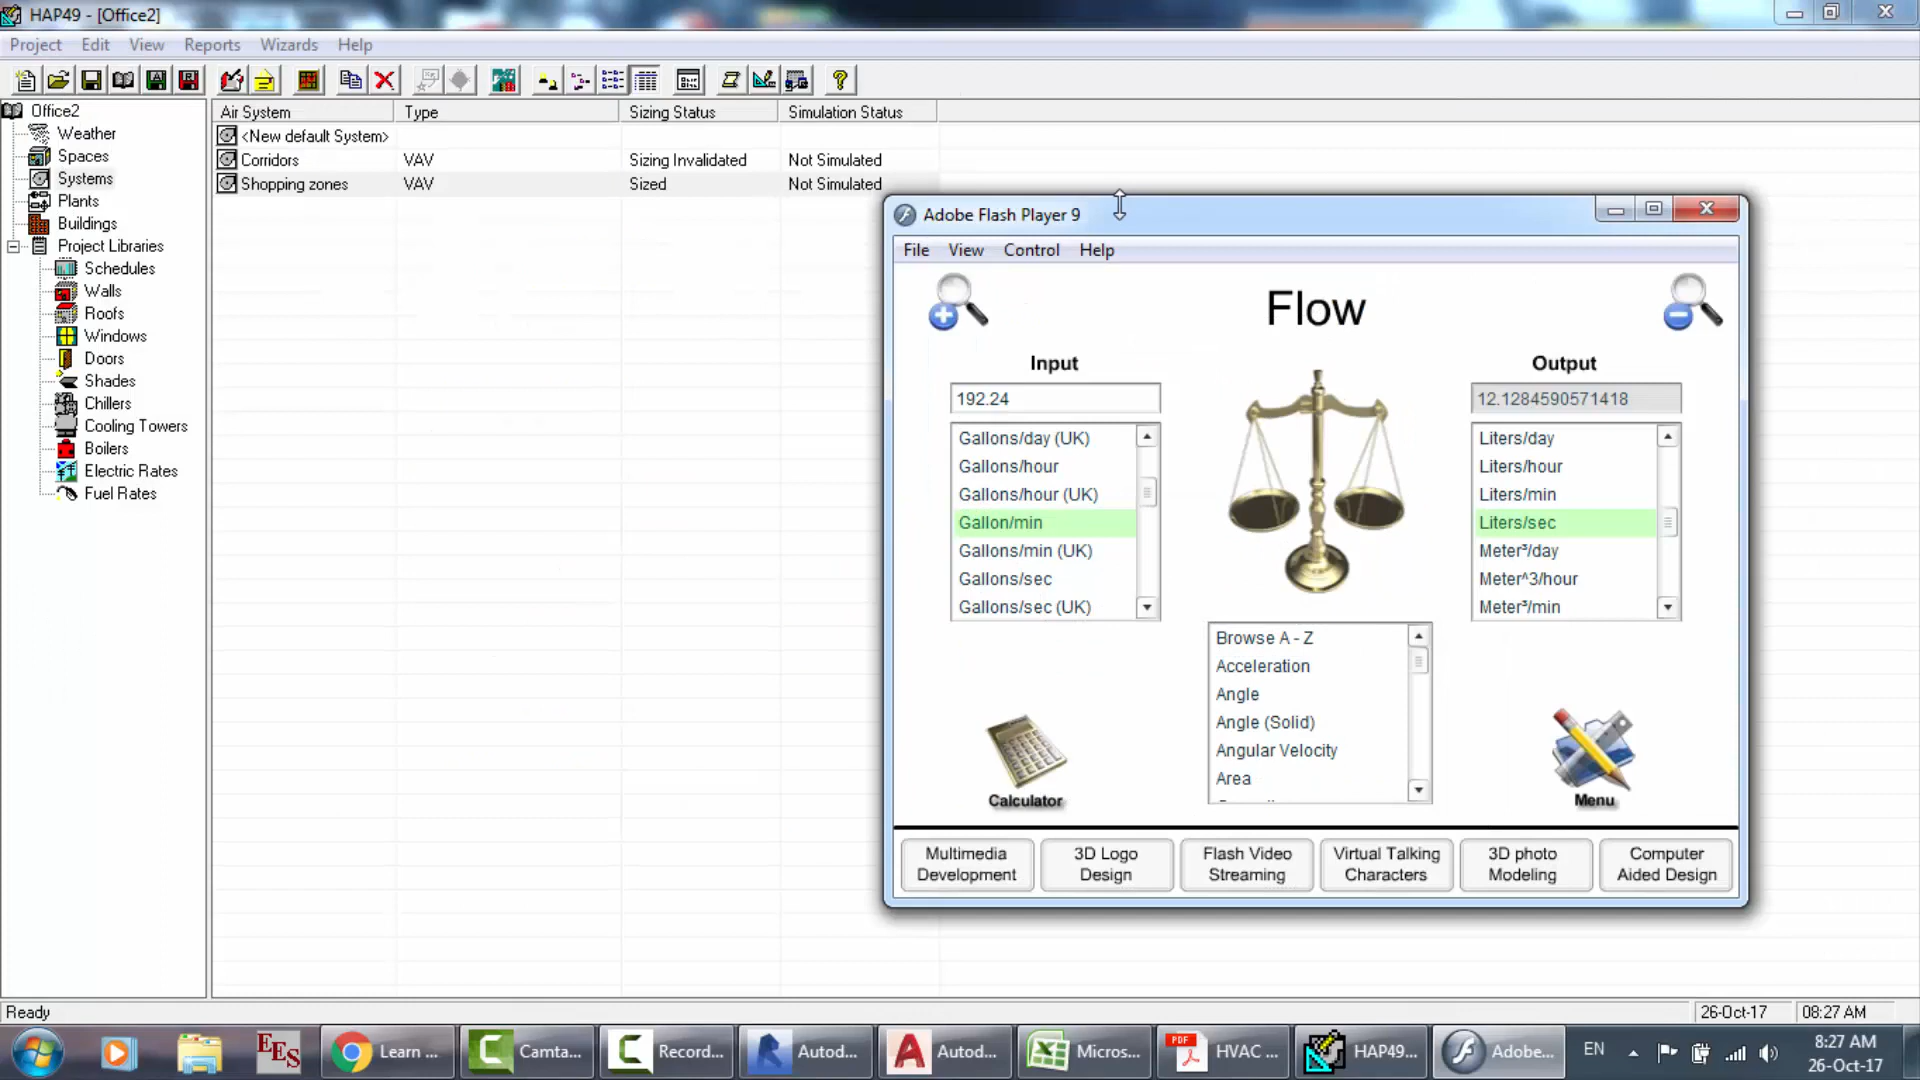 HAP49 - [Office2]
Project Edit View Reports Wizards Help
Office2
Weather
Spaces
Systems
Plants
Buildings
Project Libraries
Schedules
Walls
Roofs
Windows
Doors
Shades
Chillers
Cooling Towers
Boilers
Electric Rates
Fuel Rates
Air System Type Sizing Status Simulation Status
<New default System>
Corridors VAV Sizing Invalidated Not Simulated
Shopping zones VAV Sized Not Simulated
Adobe Flash Player 9
File View Control Help
Flow
Input
192.24
Gallons/day (UK)
Gallons/hour
Gallons/hour (UK)
Gallon/min
Gallons/min (UK)
Gallons/sec
Gallons/sec (UK)
Output
12.1284590571418
Liters/day
Liters/hour
Liters/min
Liters/sec
Meter³/day
Meter^3/hour
Meter³/min
Browse A - Z
Acceleration
Angle
Angle (Solid)
Angular Velocity
Area
Calculator
Menu
Multimedia
Development
3D Logo
Design
Flash Video
Streaming
Virtual Talking
Characters
3D photo
Modeling
Computer
Aided Design
Ready
26-Oct-17 08:27 AM
EES
Learn ...
Camta...
Record...
Autod...
Autod...
Micros...
PDF
HVAC ...
HAP49...
Adobe...
EN
8:27 AM
26-Oct-17